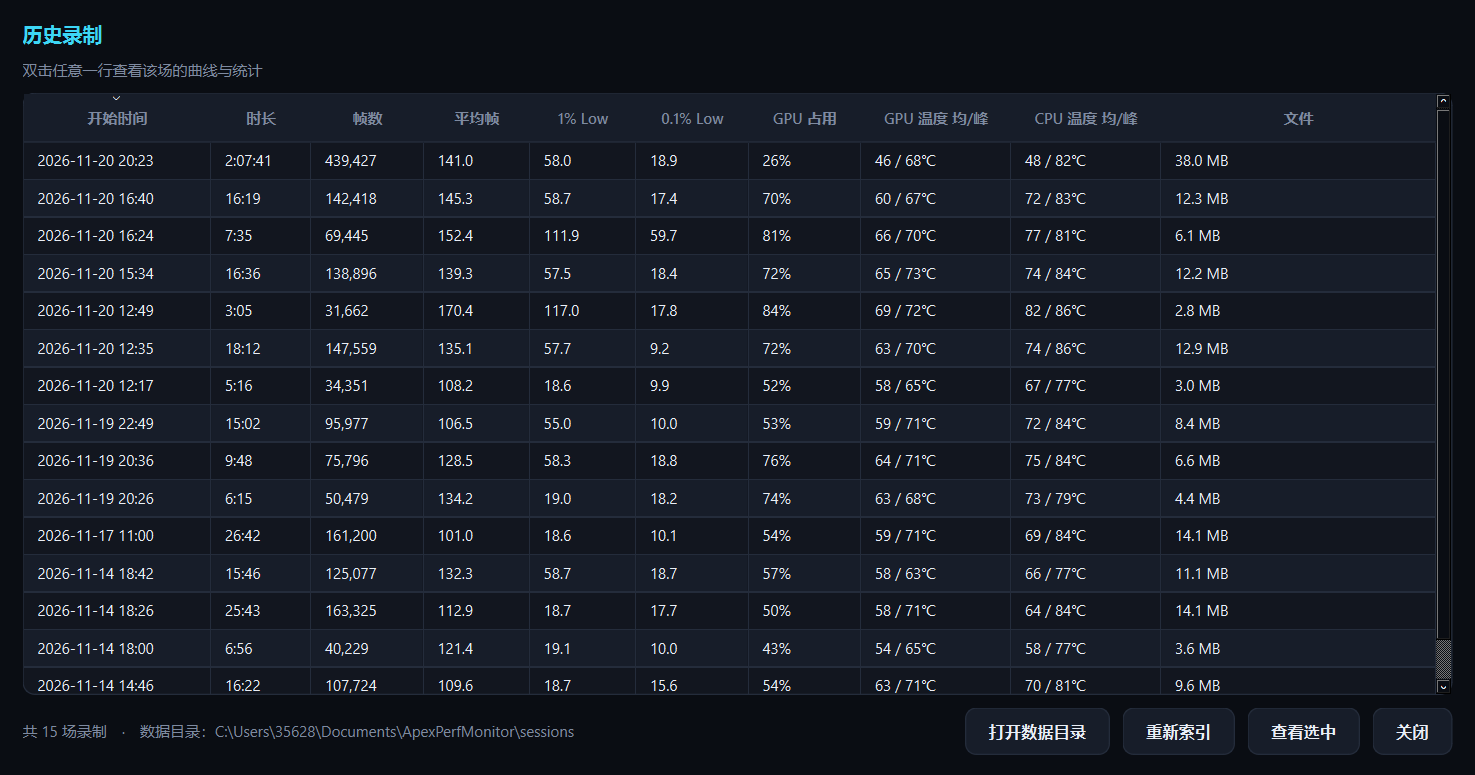 历史录制
双击任意一行查看该场的曲线与统计
开始时间 时长 帧数 平均帧 1% Low 0.1% Low GPU 占用 GPU 温度 均/峰 CPU 温度 均/峰 文件
2026-11-20 20:23 2:07:41 439,427 141.0 58.0 18.9 26% 46 / 68℃ 48 / 82℃ 38.0 MB
2026-11-20 16:40 16:19 142,418 145.3 58.7 17.4 70% 60 / 67℃ 72 / 83℃ 12.3 MB
2026-11-20 16:24 7:35 69,445 152.4 111.9 59.7 81% 66 / 70℃ 77 / 81℃ 6.1 MB
2026-11-20 15:34 16:36 138,896 139.3 57.5 18.4 72% 65 / 73℃ 74 / 84℃ 12.2 MB
2026-11-20 12:49 3:05 31,662 170.4 117.0 17.8 84% 69 / 72℃ 82 / 86℃ 2.8 MB
2026-11-20 12:35 18:12 147,559 135.1 57.7 9.2 72% 63 / 70℃ 74 / 86℃ 12.9 MB
2026-11-20 12:17 5:16 34,351 108.2 18.6 9.9 52% 58 / 65℃ 67 / 77℃ 3.0 MB
2026-11-19 22:49 15:02 95,977 106.5 55.0 10.0 53% 59 / 71℃ 72 / 84℃ 8.4 MB
2026-11-19 20:36 9:48 75,796 128.5 58.3 18.8 76% 64 / 71℃ 75 / 84℃ 6.6 MB
2026-11-19 20:26 6:15 50,479 134.2 19.0 18.2 74% 63 / 68℃ 73 / 79℃ 4.4 MB
2026-11-17 11:00 26:42 161,200 101.0 18.6 10.1 54% 59 / 71℃ 69 / 84℃ 14.1 MB
2026-11-14 18:42 15:46 125,077 132.3 58.7 18.7 57% 58 / 63℃ 66 / 77℃ 11.1 MB
2026-11-14 18:26 25:43 163,325 112.9 18.7 17.7 50% 58 / 71℃ 64 / 84℃ 14.1 MB
2026-11-14 18:00 6:56 40,229 121.4 19.1 10.0 43% 54 / 65℃ 58 / 77℃ 3.6 MB
2026-11-14 14:46 16:22 107,724 109.6 18.7 15.6 54% 63 / 71℃ 70 / 81℃ 9.6 MB
共 15 场录制 · 数据目录：C:\Users\35628\Documents\ApexPerfMonitor\sessions 打开数据目录 重新索引 查看选中 关闭